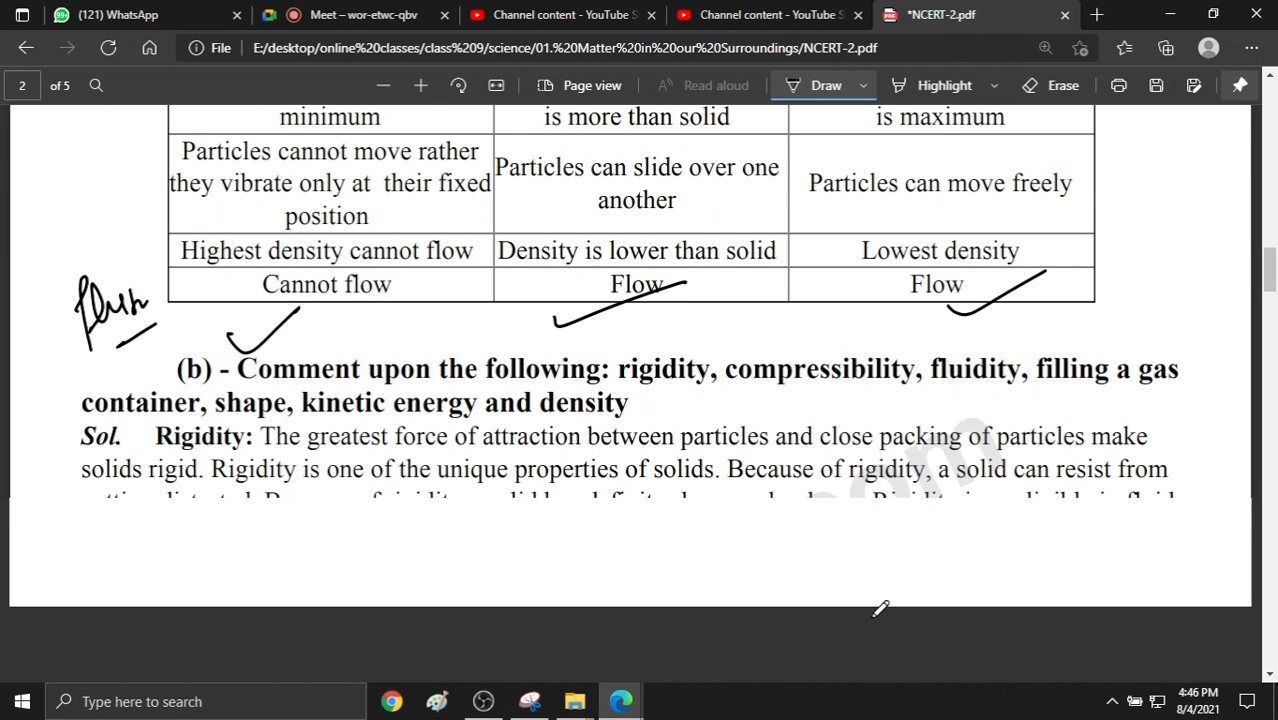 (121) WhatsApp
Meet – wor-etwc-qbv
Channel content - YouTube S
Channel content - YouTube S
*NCERT-2.pdf
File
E:/desktop/online%20classes/class%209/science/01.%20Matter%20in%20our%20Surroundings/NCERT-2.pdf
2 of 5
Page view
Read aloud
Draw
Highlight
Erase
minimum
is more than solid
is maximum
Particles cannot move rather
they vibrate only at their fixed
position
Particles can slide over one
another
Particles can move freely
Highest density cannot flow
Density is lower than solid
Lowest density
Cannot flow
Flow
Flow
(b) - Comment upon the following: rigidity, compressibility, fluidity, filling a gas
container, shape, kinetic energy and density
Sol. Rigidity: The greatest force of attraction between particles and close packing of particles make
solids rigid. Rigidity is one of the unique properties of solids. Because of rigidity, a solid can resist from
Type here to search
4:46 PM
8/4/2021